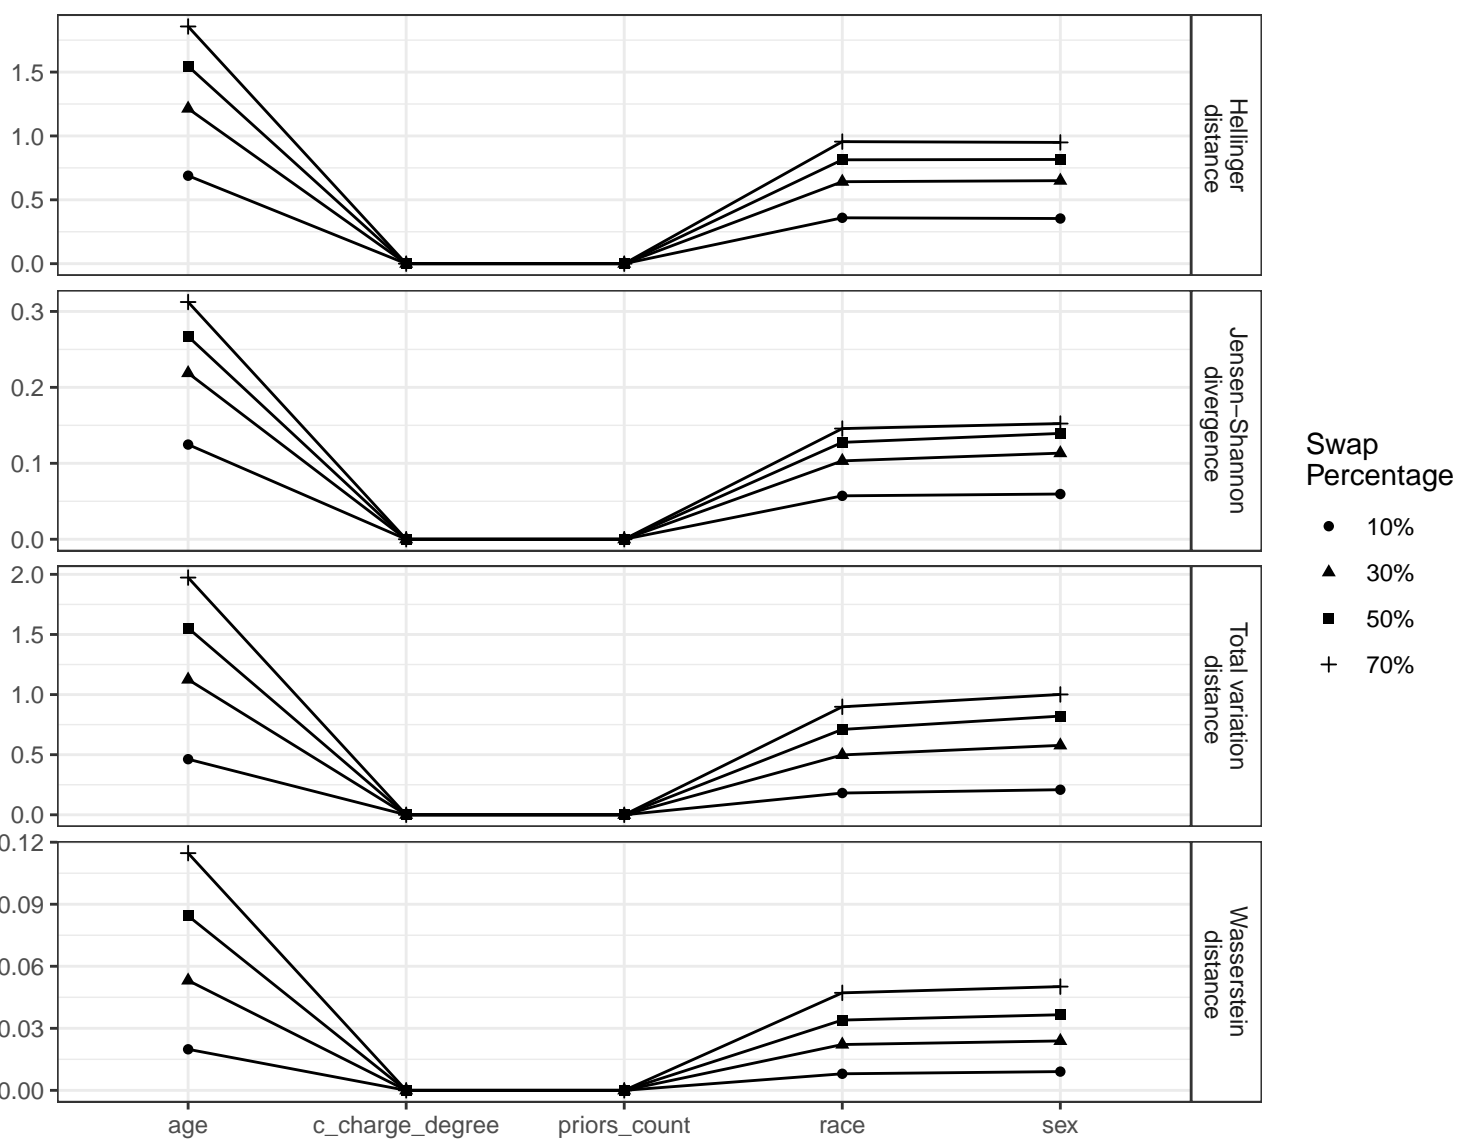 1.5
1.0
0.5
0.0
Hellinger
distance
0.3
0.2
0.1
0.0
Jensen−Shannon
divergence
2.0
1.5
1.0
0.5
0.0
Total variation
distance
0.12
0.09
0.06
0.03
0.00
Wasserstein
distance
age
c_charge_degree
priors_count
race
sex
Swap
Percentage
10%
30%
50%
70%